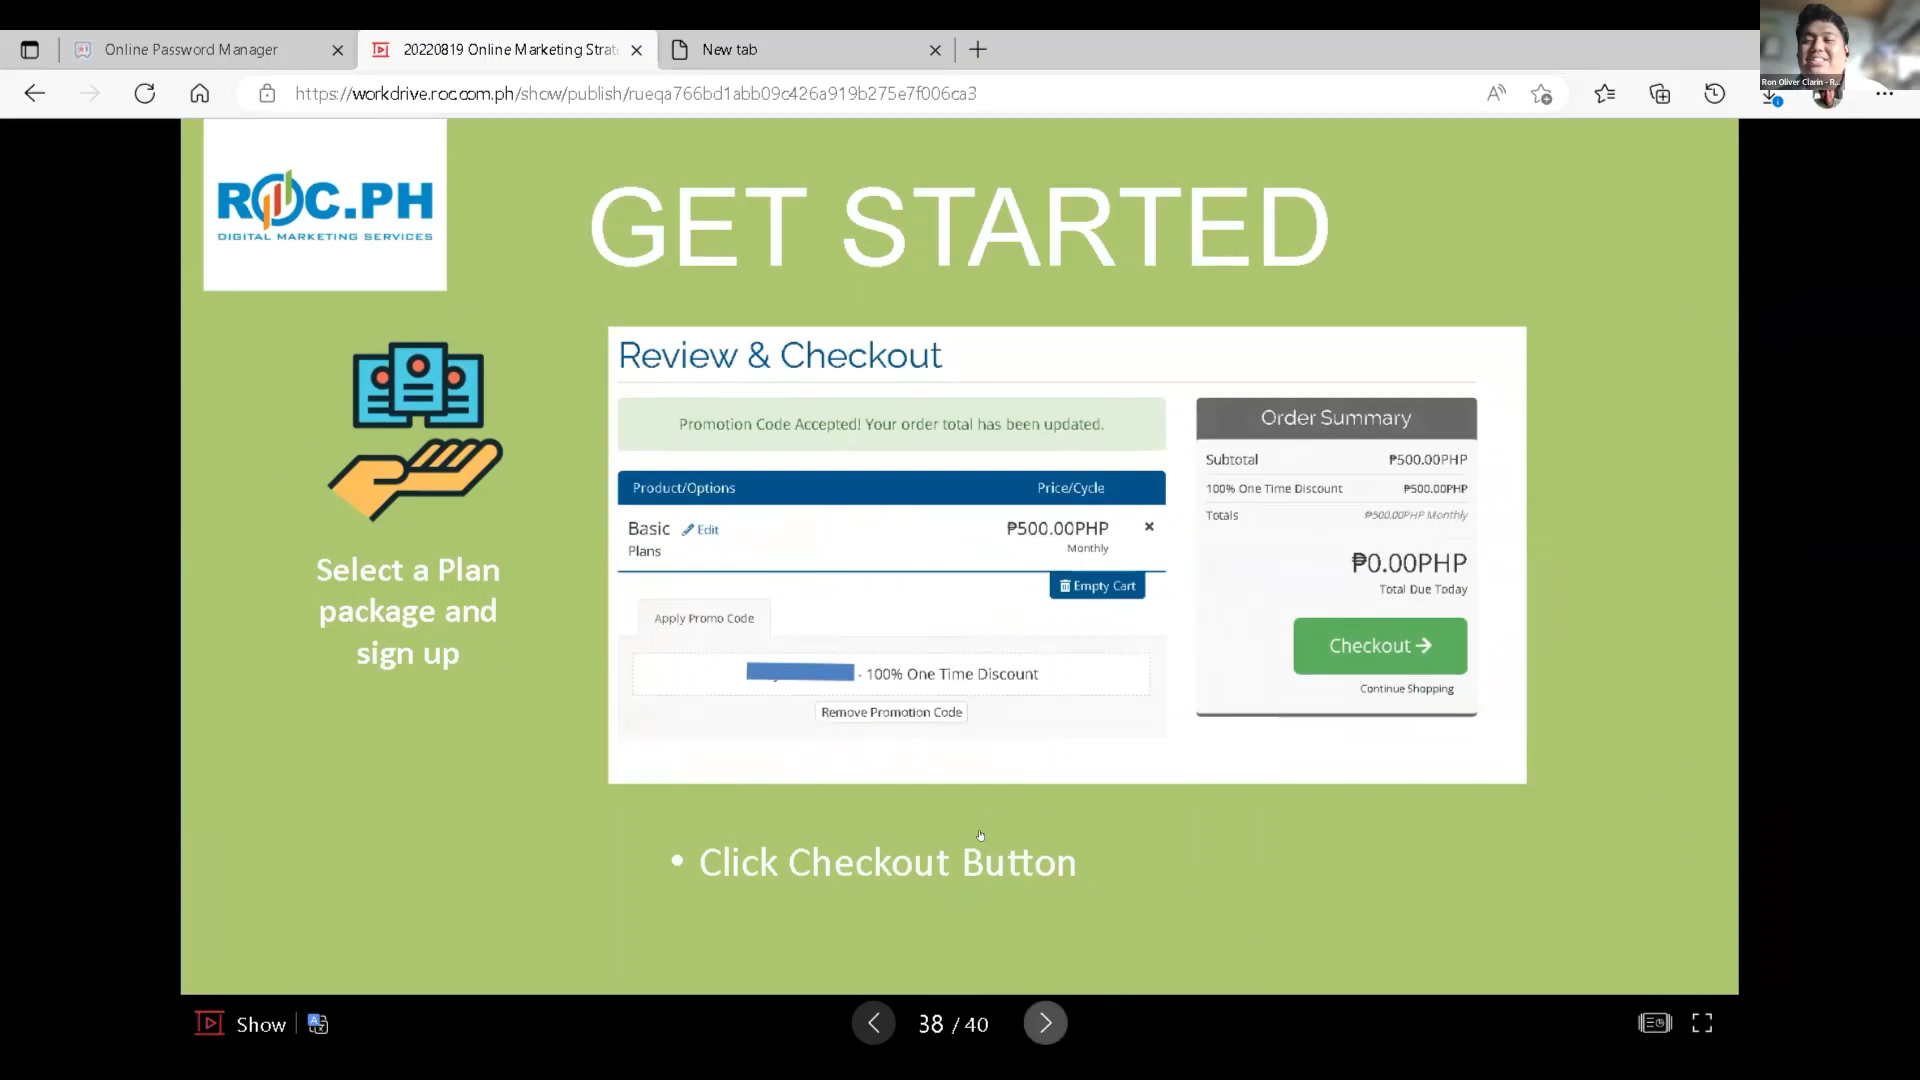 Online Password Manager
20220819 Online Marketing Strat
New tab
https://workdrive.roc.com.ph/show/publish/rueqa766bd1abb09c426a919b275e7f006ca3
Ron Oliver Clarin - R...
ROC.PH
DIGITAL MARKETING SERVICES
GET STARTED
Select a Plan
package and
sign up
Review & Checkout
Promotion Code Accepted! Your order total has been updated.
Product/Options Price/Cycle
Basic Edit ₱500.00PHP
Plans Monthly
Empty Cart
Apply Promo Code
- 100% One Time Discount
Remove Promotion Code
Order Summary
Subtotal ₱500.00PHP
100% One Time Discount ₱500.00PHP
Totals ₱500.00PHP Monthly
₱0.00PHP
Total Due Today
Checkout
Continue Shopping
• Click Checkout Button
Show
38 / 40